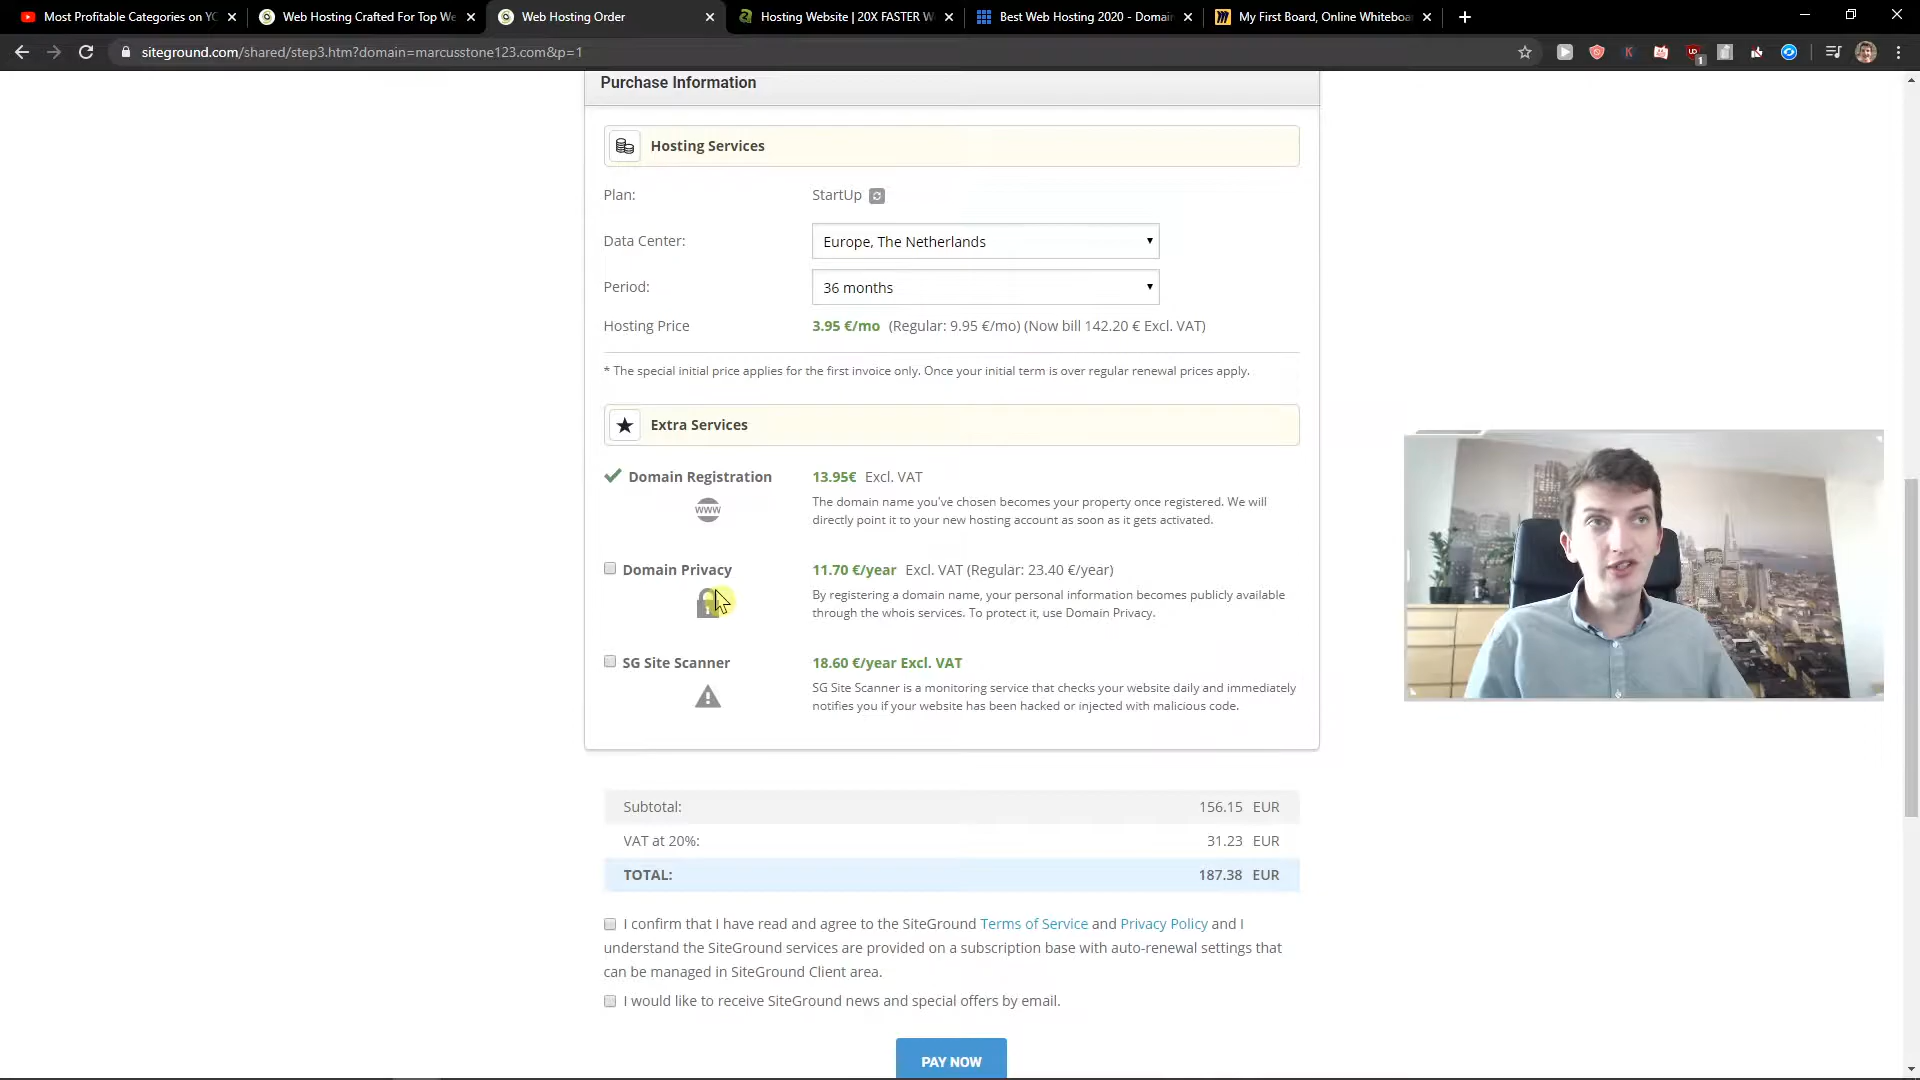 Most Profitable Categories on YO
Web Hosting Crafted For Top We
Web Hosting Order
Hosting Website | 20X FASTER W
Best Web Hosting 2020 - Domai
My First Board, Online Whiteboa
siteground.com/shared/step3.htm?domain=marcusstone123.com&p=1
Purchase Information
Hosting Services
Plan: StartUp
Data Center: Europe, The Netherlands
Period: 36 months
Hosting Price 3.95 €/mo (Regular: 9.95 €/mo) (Now bill 142.20 € Excl. VAT)
* The special initial price applies for the first invoice only. Once your initial term is over regular renewal prices apply.
Extra Services
Domain Registration 13.95€ Excl. VAT
The domain name you've chosen becomes your property once registered. We will
directly point it to your new hosting account as soon as it gets activated.
www
Domain Privacy 11.70 €/year Excl. VAT (Regular: 23.40 €/year)
By registering a domain name, your personal information becomes publicly available
through the whois services. To protect it, use Domain Privacy.
SG Site Scanner 18.60 €/year Excl. VAT
SG Site Scanner is a monitoring service that checks your website daily and immediately
notifies you if your website has been hacked or injected with malicious code.
Subtotal: 156.15 EUR
VAT at 20%: 31.23 EUR
TOTAL: 187.38 EUR
I confirm that I have read and agree to the SiteGround Terms of Service and Privacy Policy and I
understand the SiteGround services are provided on a subscription base with auto-renewal settings that
can be managed in SiteGround Client area.
I would like to receive SiteGround news and special offers by email.
PAY NOW